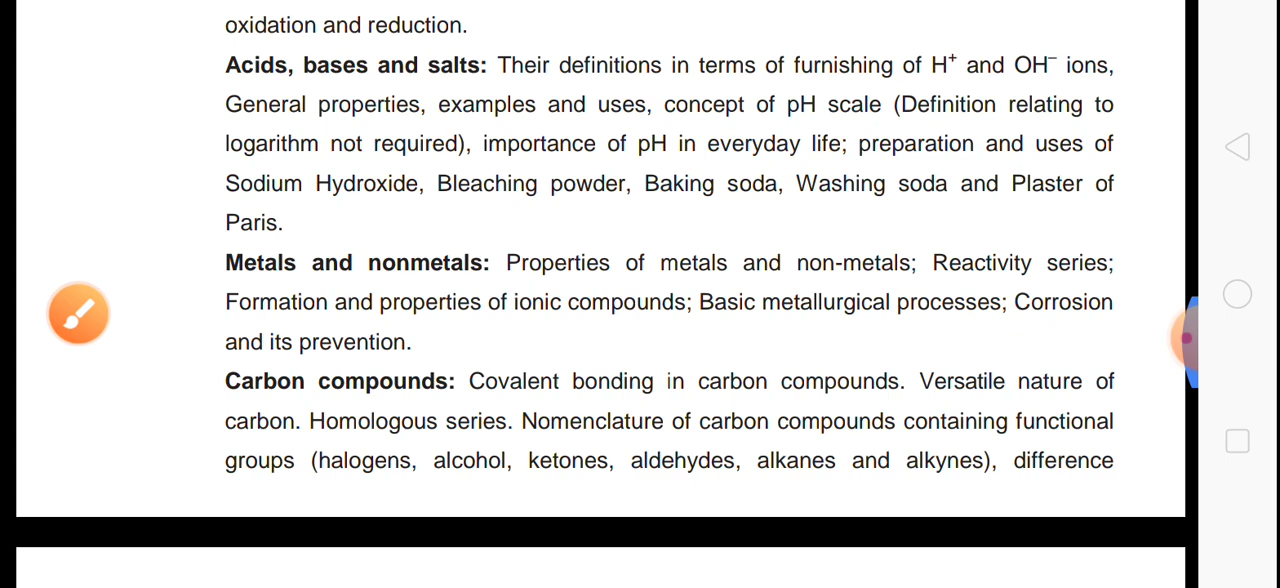 oxidation and reduction.
Acids, bases and salts: Their definitions in terms of furnishing of H⁺ and OH⁻ ions,
General properties, examples and uses, concept of pH scale (Definition relating to
logarithm not required), importance of pH in everyday life; preparation and uses of
Sodium Hydroxide, Bleaching powder, Baking soda, Washing soda and Plaster of
Paris.
Metals and nonmetals: Properties of metals and non-metals; Reactivity series;
Formation and properties of ionic compounds; Basic metallurgical processes; Corrosion
and its prevention.
Carbon compounds: Covalent bonding in carbon compounds. Versatile nature of
carbon. Homologous series. Nomenclature of carbon compounds containing functional
groups (halogens, alcohol, ketones, aldehydes, alkanes and alkynes), difference